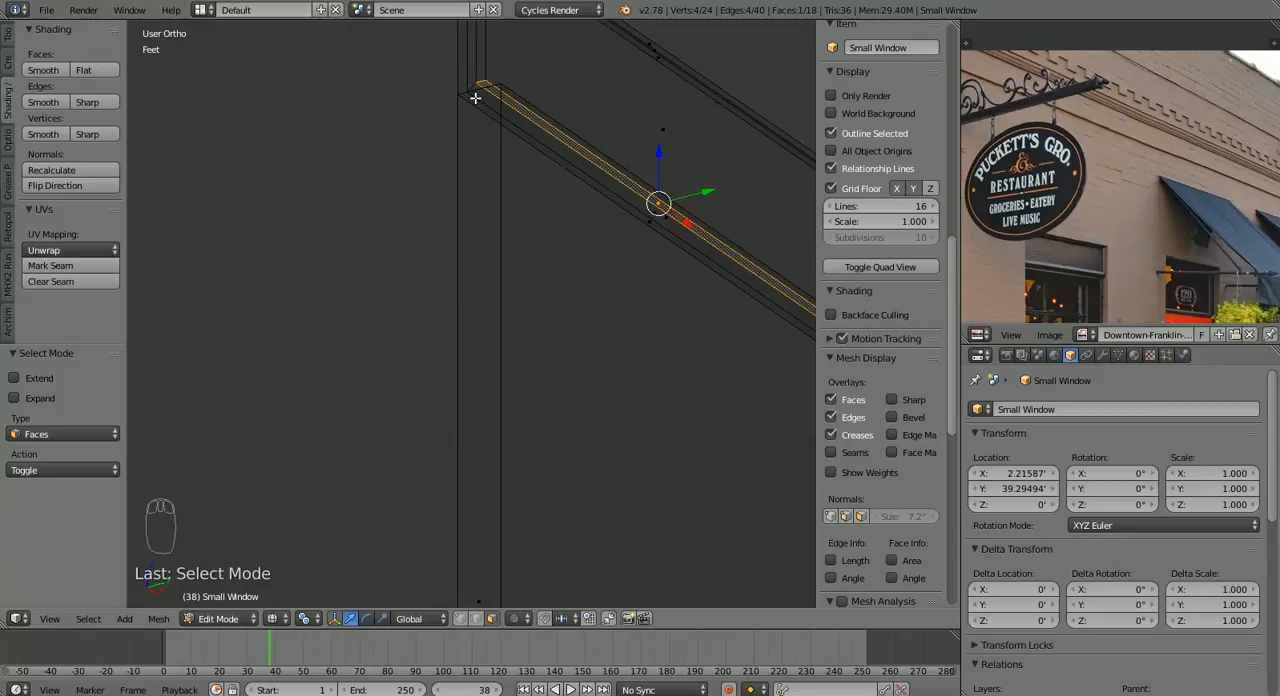 File Render Window Help Default Scene Cycles Render v2.78 | Verts:4/24 | Edges:4/40 | Faces:1/18 | Tris:36 | Mem:29.40M | Small Window
Shading
Faces:
Smooth Flat
Edges:
Smooth Sharp
Vertices:
Smooth Sharp
Normals:
Recalculate
Flip Direction
UVs
UV Mapping:
Unwrap
Mark Seam
Clear Seam
Too
Cre
Shading /
Optio
Grease P
Retopol
MHX2 Run
Archim
Select Mode
Extend
Expand
Type
Faces
Action
Toggle
User Ortho
Feet
Last: Select Mode
(38) Small Window
Item
Small Window
Display
Only Render
World Background
Outline Selected
All Object Origins
Relationship Lines
Grid Floor X Y Z
Lines: 16
Scale: 1.000
Subdivisions: 10
Toggle Quad View
Shading
Backface Culling
Motion Tracking
Mesh Display
Overlays:
Faces Sharp
Edges Bevel
Creases Edge Ma
Seams Face Ma
Show Weights
Normals:
Size: 7.2"
Edge Info: Face Info:
Length Area
Angle Angle
Mesh Analysis
PUCKETT'S GRO.
&
RESTAURANT
GROCERIES · EATERY
LIVE MUSIC
120
View Image Downtown-Franklin-... F
Small Window
Small Window
Transform
Location: Rotation: Scale:
X: 2.21587' X: 0° X: 1.000
Y: 39.29494' Y: 0° Y: 1.000
Z: 0' Z: 0° Z: 1.000
Rotation Mode: XYZ Euler
Delta Transform
Delta Location: Delta Rotation: Delta Scale:
X: 0' X: 0° X: 1.000
Y: 0' Y: 0° Y: 1.000
Z: 0' Z: 0° Z: 1.000
Transform Locks
Relations
Layers: Parent:
View Select Add Mesh Edit Mode Global
-50 -40 -30 -20 -10 0 10 20 30 40 50 60 70 80 90 100 110 120 130 140 150 160 170 180 190 200 210 220 230 240 250 260 270 280
View Marker Frame Playback Start: 1 End: 250 38 No Sync